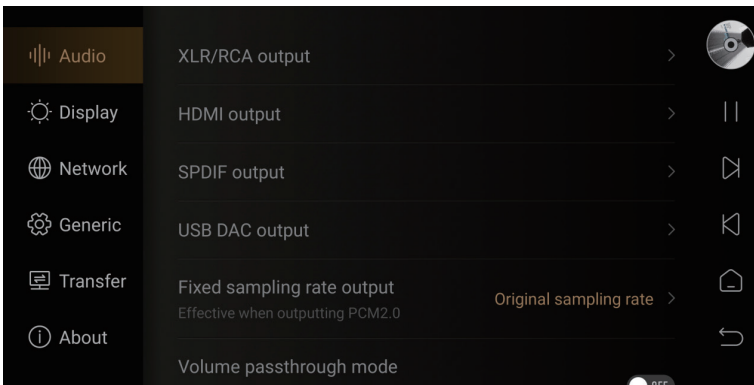 Audio
Display
Network
Generic
Transfer
About
XLR/RCA output
HDMI output
SPDIF output
USB DAC output
Fixed sampling rate output
Effective when outputting PCM2.0
Original sampling rate
Volume passthrough mode
OFF